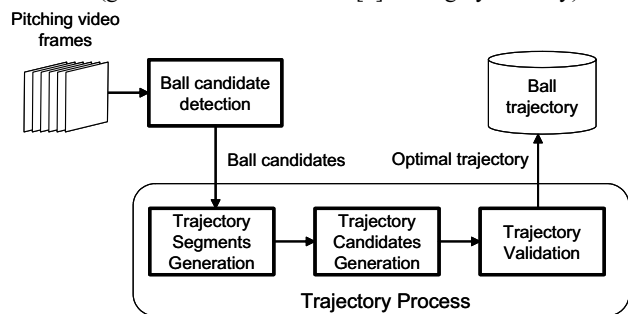 Pitching video
frames
Ball candidate
detection
Ball
trajectory
Ball candidates
Optimal trajectory
Trajectory
Segments
Generation
Trajectory
Candidates
Generation
Trajectory
Validation
Trajectory Process